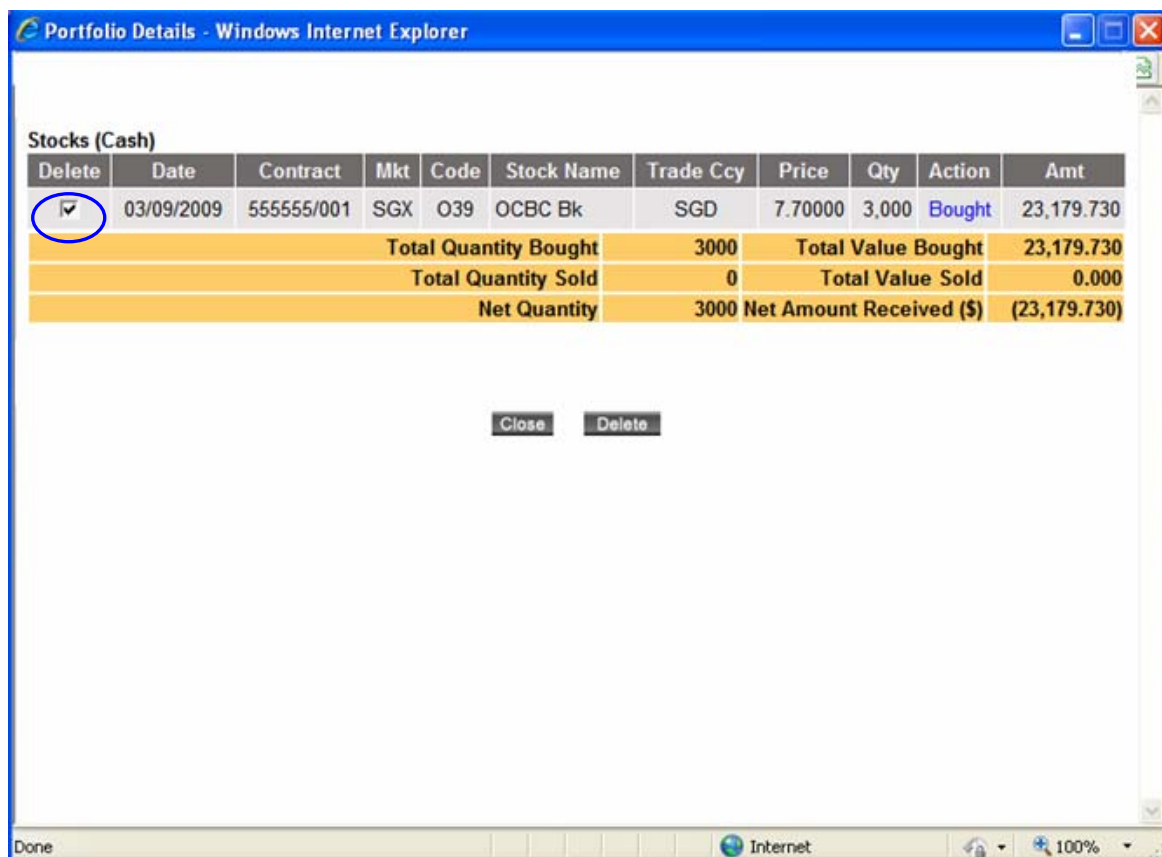 Portfolio Details - Windows Internet Explorer
Stocks (Cash)
Delete Date Contract Mkt Code Stock Name Trade Ccy Price Qty Action Amt
03/09/2009 555555/001 SGX O39 OCBC Bk SGD 7.70000 3,000 Bought 23,179.730
Total Quantity Bought 3000 Total Value Bought 23,179.730
Total Quantity Sold 0 Total Value Sold 0.000
Net Quantity 3000 Net Amount Received ($) (23,179.730)
Close Delete
Done Internet 100%